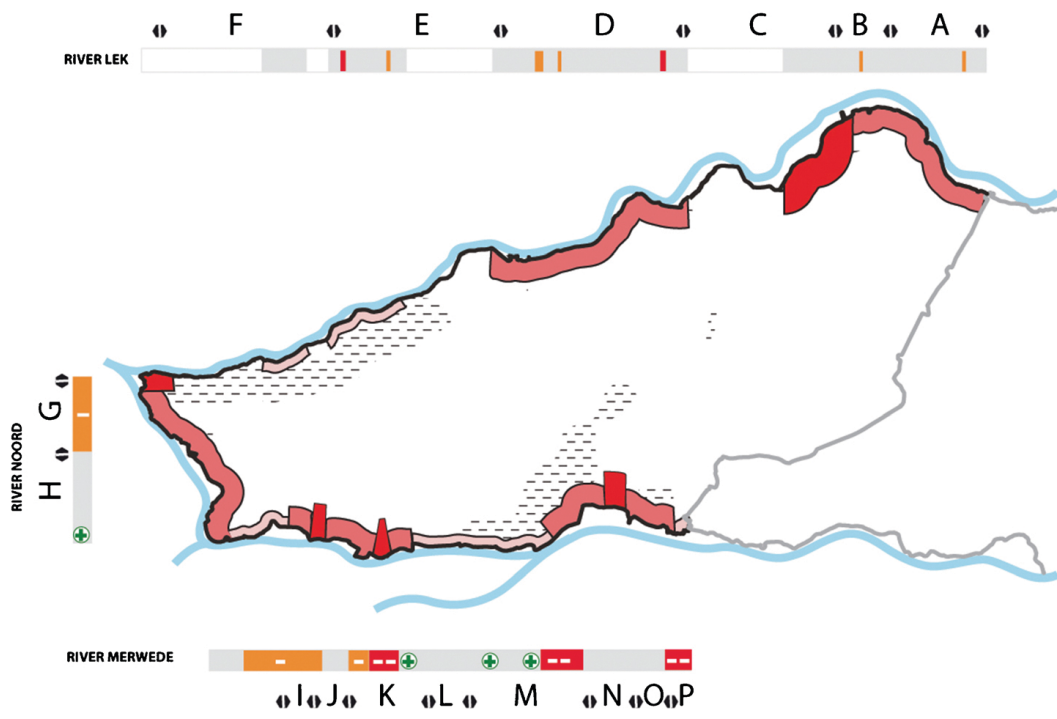 F E D C B A
RIVER LEK
RIVER NOORD
G
H
RIVER MERWEDE
I J K L M N O P